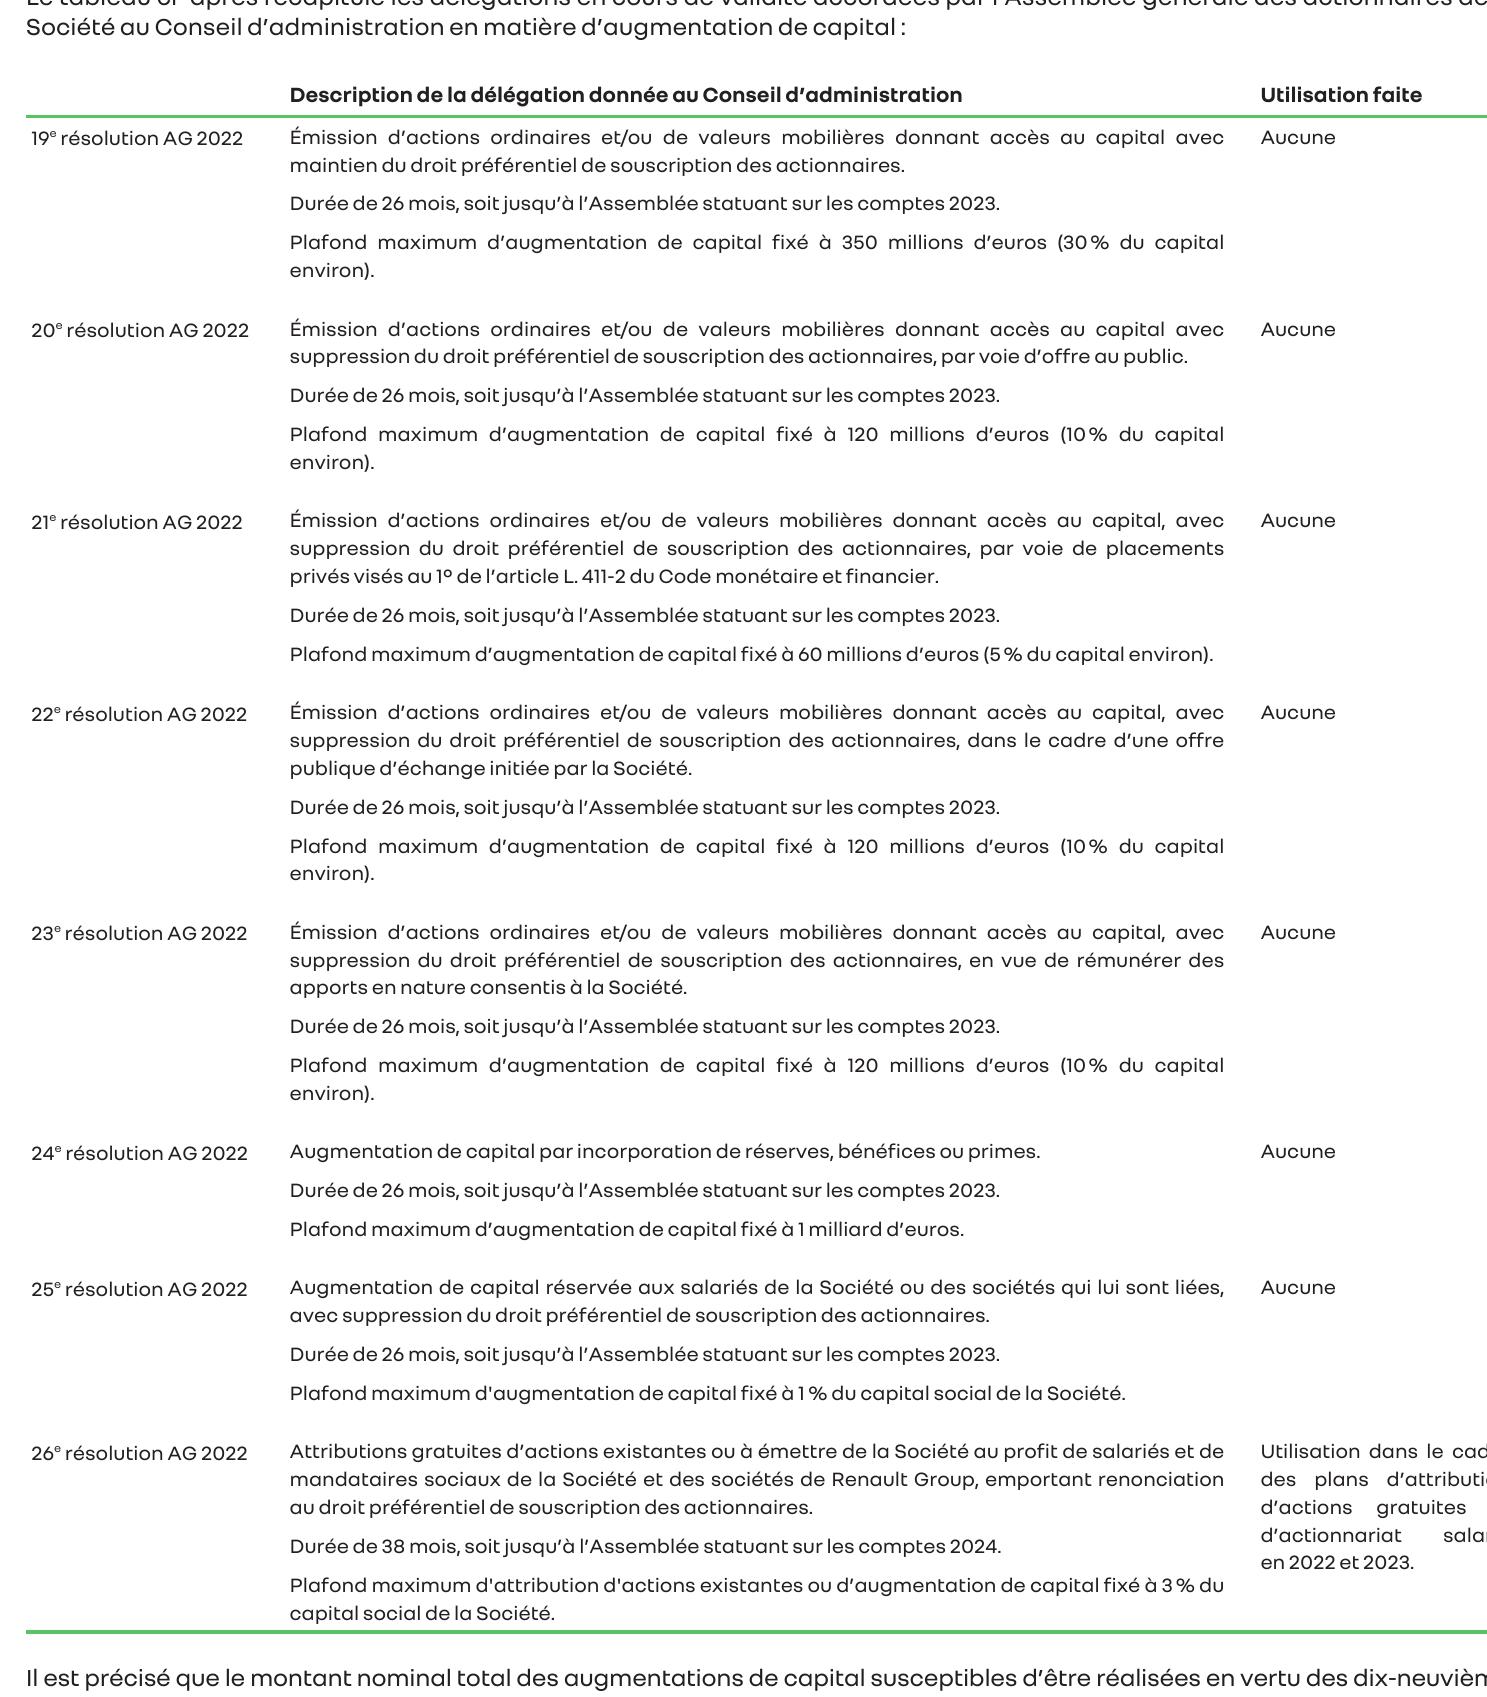 Société au Conseil d’administration en matière d’augmentation de capital :
Description de la délégation donnée au Conseil d’administration Utilisation faite
19e résolution AG 2022 Émission d’actions ordinaires et/ou de valeurs mobilières donnant accès au capital avec Aucune
maintien du droit préférentiel de souscription des actionnaires.
Durée de 26 mois, soit jusqu’à l’Assemblée statuant sur les comptes 2023.
Plafond maximum d’augmentation de capital fixé à 350 millions d’euros (30 % du capital
environ).
20e résolution AG 2022 Émission d’actions ordinaires et/ou de valeurs mobilières donnant accès au capital avec Aucune
suppression du droit préférentiel de souscription des actionnaires, par voie d’offre au public.
Durée de 26 mois, soit jusqu’à l’Assemblée statuant sur les comptes 2023.
Plafond maximum d’augmentation de capital fixé à 120 millions d’euros (10 % du capital
environ).
21e résolution AG 2022 Émission d’actions ordinaires et/ou de valeurs mobilières donnant accès au capital, avec Aucune
suppression du droit préférentiel de souscription des actionnaires, par voie de placements
privés visés au 1° de l’article L. 411-2 du Code monétaire et financier.
Durée de 26 mois, soit jusqu’à l’Assemblée statuant sur les comptes 2023.
Plafond maximum d’augmentation de capital fixé à 60 millions d’euros (5 % du capital environ).
22e résolution AG 2022 Émission d’actions ordinaires et/ou de valeurs mobilières donnant accès au capital, avec Aucune
suppression du droit préférentiel de souscription des actionnaires, dans le cadre d’une offre
publique d’échange initiée par la Société.
Durée de 26 mois, soit jusqu’à l’Assemblée statuant sur les comptes 2023.
Plafond maximum d’augmentation de capital fixé à 120 millions d’euros (10 % du capital
environ).
23e résolution AG 2022 Émission d’actions ordinaires et/ou de valeurs mobilières donnant accès au capital, avec Aucune
suppression du droit préférentiel de souscription des actionnaires, en vue de rémunérer des
apports en nature consentis à la Société.
Durée de 26 mois, soit jusqu’à l’Assemblée statuant sur les comptes 2023.
Plafond maximum d’augmentation de capital fixé à 120 millions d’euros (10 % du capital
environ).
24e résolution AG 2022 Augmentation de capital par incorporation de réserves, bénéfices ou primes. Aucune
Durée de 26 mois, soit jusqu’à l’Assemblée statuant sur les comptes 2023.
Plafond maximum d’augmentation de capital fixé à 1 milliard d’euros.
25e résolution AG 2022 Augmentation de capital réservée aux salariés de la Société ou des sociétés qui lui sont liées, Aucune
avec suppression du droit préférentiel de souscription des actionnaires.
Durée de 26 mois, soit jusqu’à l’Assemblée statuant sur les comptes 2023.
Plafond maximum d'augmentation de capital fixé à 1 % du capital social de la Société.
26e résolution AG 2022 Attributions gratuites d’actions existantes ou à émettre de la Société au profit de salariés et de Utilisation dans le
mandataires sociaux de la Société et des sociétés de Renault Group, emportant renonciation des plans
au droit préférentiel de souscription des actionnaires. d’actions gratuites
d’actionnariat
Durée de 38 mois, soit jusqu’à l’Assemblée statuant sur les comptes 2024.
en 2022 et 2023.
Plafond maximum d'attribution d'actions existantes ou d’augmentation de capital fixé à 3 % du
capital social de la Société.
Il est précisé que le montant nominal total des augmentations de capital susceptibles d’être réalisées en vertu des